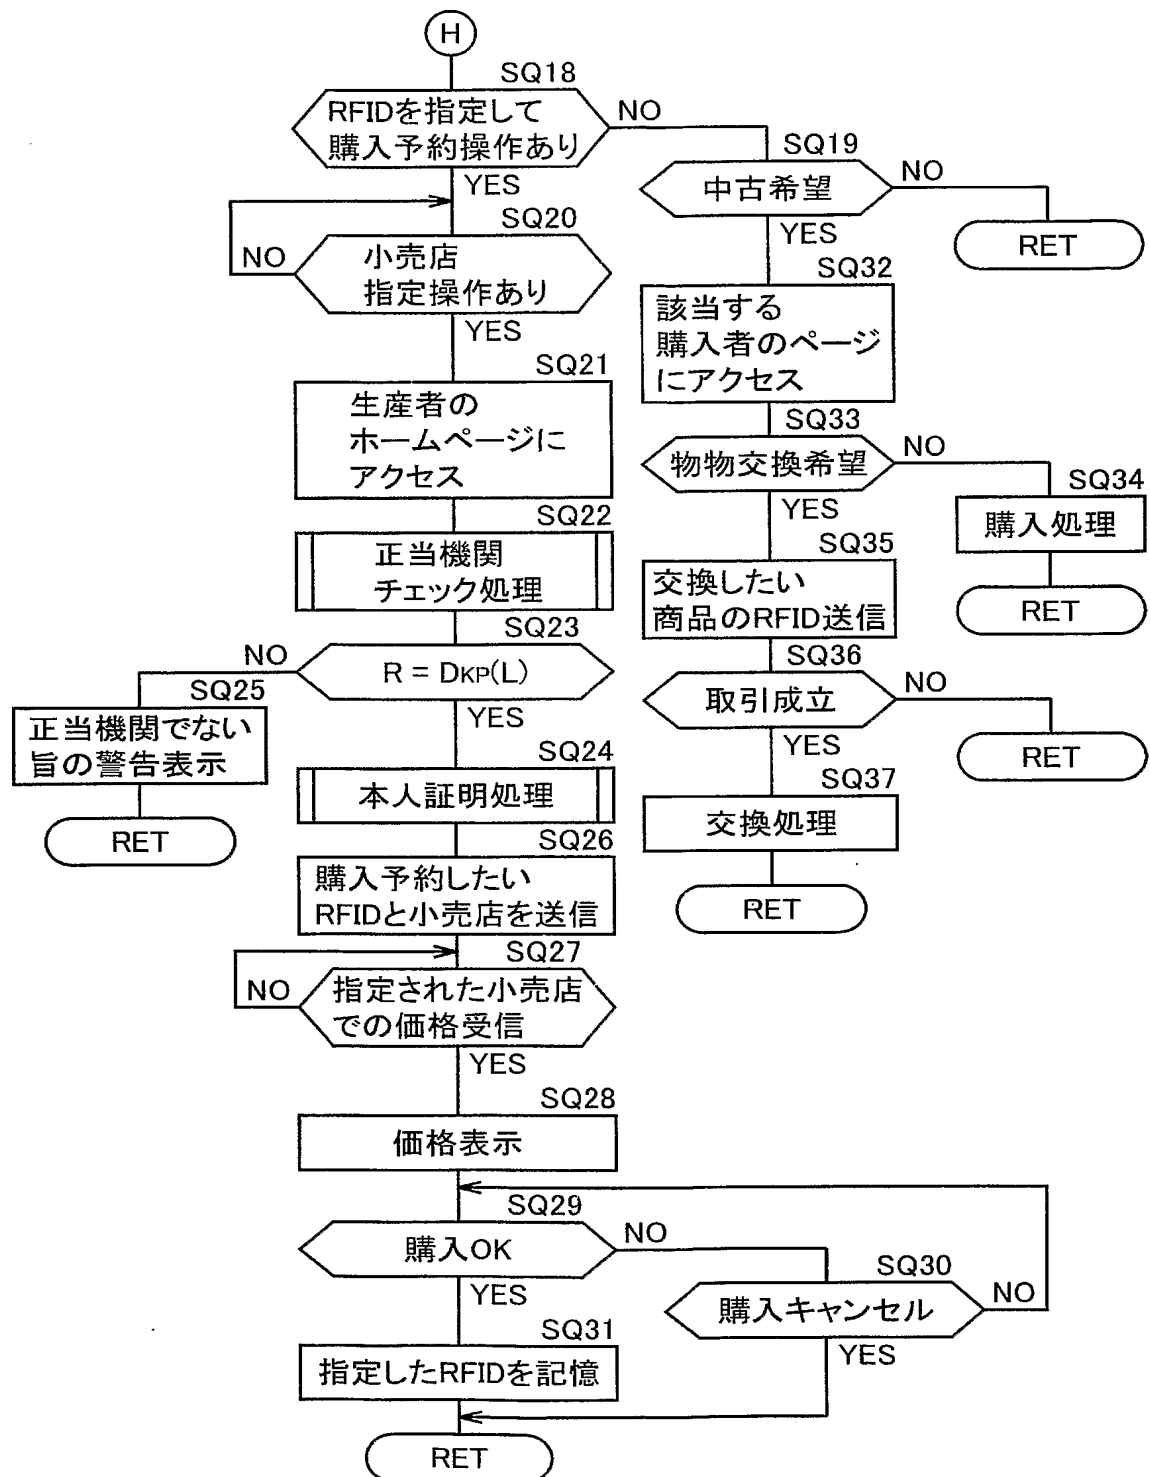 H
SQ18
RFIDを指定して
購入予約操作あり
NO
YES
SQ19
中古希望
NO
RET
YES
SQ20
小売店
指定操作あり
NO
YES
SQ32
該当する
購入者のページ
にアクセス
SQ21
生産者の
ホームページに
アクセス
SQ33
物物交換希望
NO
YES
SQ34
購入処理
RET
SQ22
正当機関
チェック処理
SQ35
交換したい
商品のRFID送信
SQ23
R = DKP(L)
NO
YES
SQ36
取引成立
NO
RET
YES
SQ25
正当機関でない
旨の警告表示
RET
SQ24
本人証明処理
SQ37
交換処理
RET
SQ26
購入予約したい
RFIDと小売店を送信
SQ27
指定された小売店
での価格受信
NO
YES
SQ28
価格表示
SQ29
購入OK
NO
YES
SQ30
購入キャンセル
NO
YES
SQ31
指定したRFIDを記憶
RET